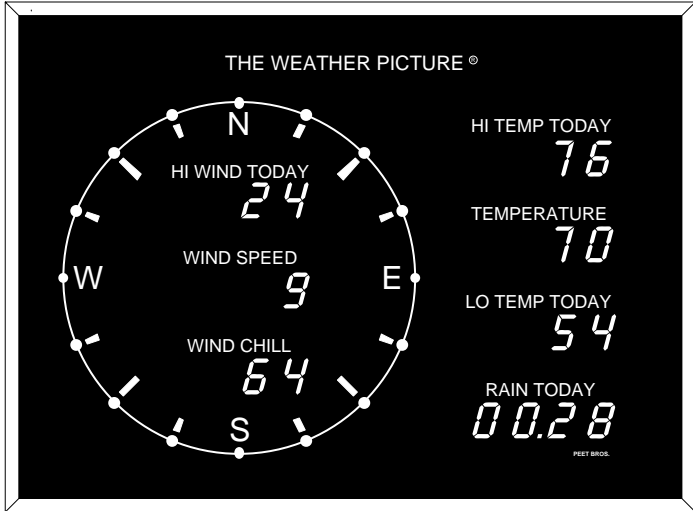 THE WEATHER PICTURE ®
N
HI WIND TODAY
24
WIND SPEED
9
W
E
WIND CHILL
64
S
HI TEMP TODAY
76
TEMPERATURE
70
LO TEMP TODAY
54
RAIN TODAY
00.28
PEET BROS.